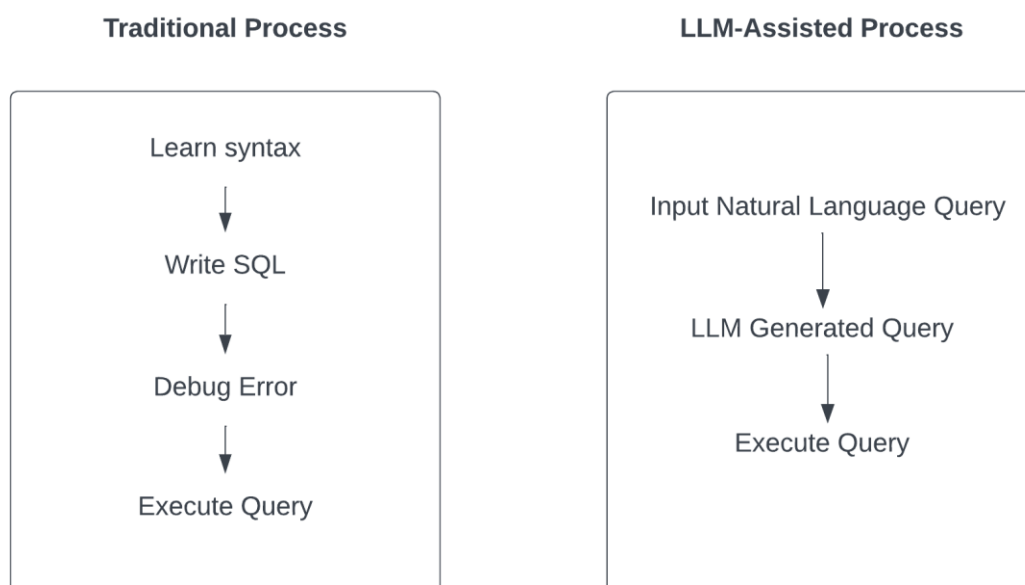 Traditional Process
Learn syntax
Write SQL
Debug Error
Execute Query
LLM-Assisted Process
Input Natural Language Query
LLM Generated Query
Execute Query